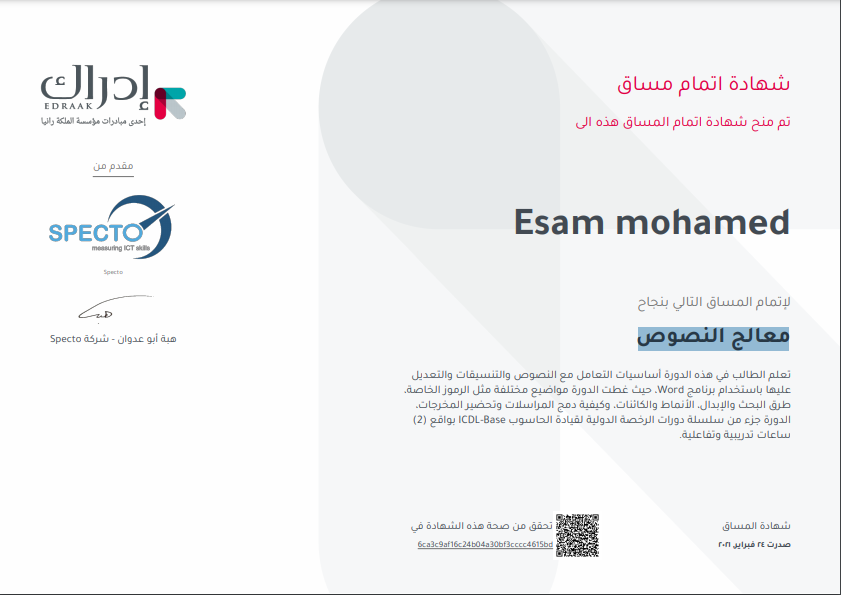 إدراك
EDRAAK
إحدى مبادرات مؤسسة الملكة رانيا
مقدم من
SPECTO
measuring ICT skills
Specto
هبة أبو عدوان - شركة Specto
شهادة اتمام مساق
تم منح شهادة اتمام المساق هذه الى
Esam mohamed
لإتمام المساق التالي بنجاح
معالج النصوص
تعلم الطالب في هذه الدورة أساسيات التعامل مع النصوص والتنسيقات والتعديل
عليها باستخدام برنامج Word، حيث غطت الدورة مواضيع مختلفة مثل الرموز الخاصة،
طرق البحث والإبدال، الأنماط والكائنات، وكيفية دمج المراسلات وتحضير المخرجات.
الدورة جزء من سلسلة دورات الرخصة الدولية لقيادة الحاسوب ICDL-Base بواقع (2)
ساعات تدريبية وتفاعلية.
شهادة المساق
صدرت ٢٤ فبراير, ٢٠٢١
تحقق من صحة هذه الشهادة في
6ca3c9af16c24b04a30bf3cccc4615bd